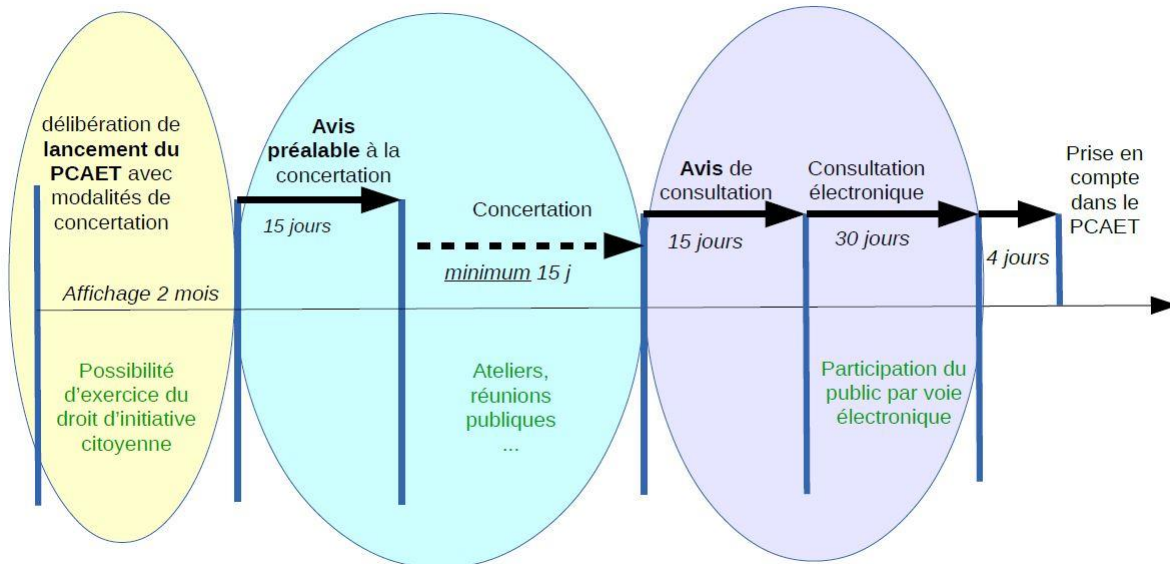 délibération de
lancement du
PCAET avec
modalités de
concertation
Affichage 2 mois
Possibilité
d'exercice du
droit d'initiative
citoyenne
Avis
préalable à la
concertation
15 jours
Concertation
minimum 15 j
Ateliers,
réunions
publiques
...
Avis de
consultation
15 jours
Consultation
électronique
30 jours
Participation du
public par voie
électronique
4 jours
Prise en
compte
dans le
PCAET